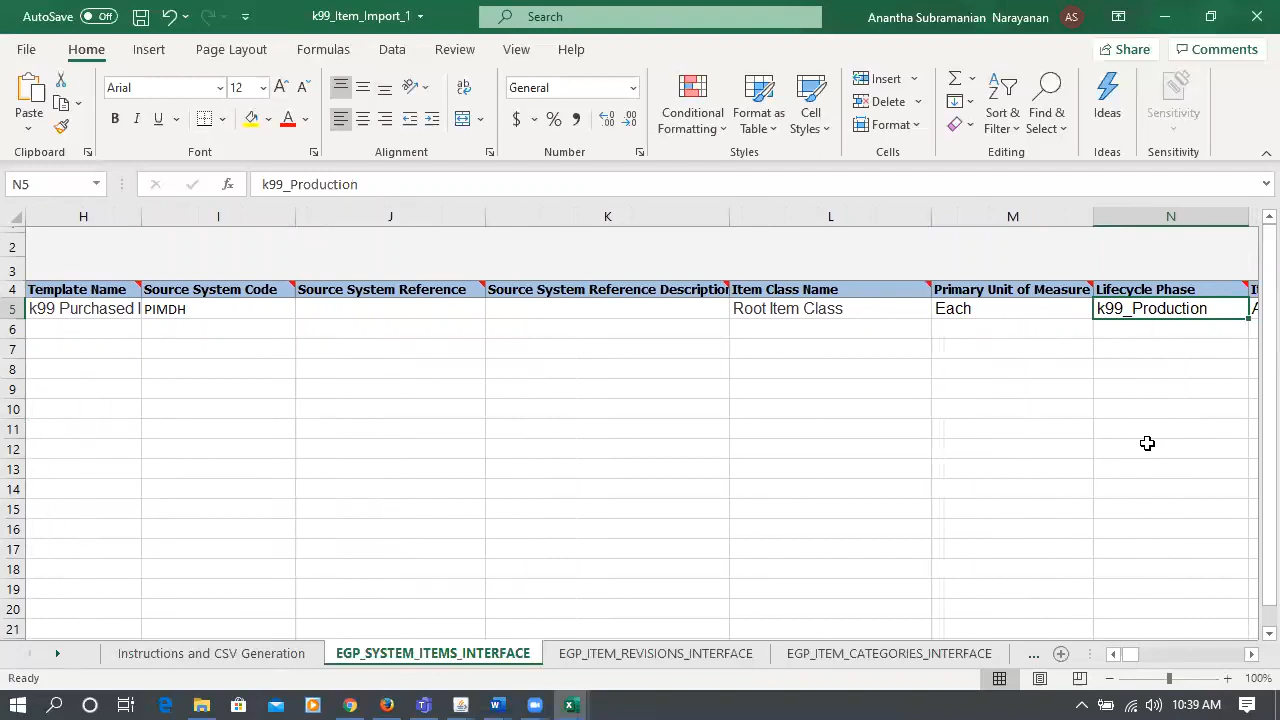 AutoSave Off k99_Item_Import_1 Search Anantha Subramanian Narayanan AS
File Home Insert Page Layout Formulas Data Review View Help Share Comments
Paste Arial 12 A A ab General Conditional Formatting Format as Table Cell Styles Insert Delete Format Sort & Filter Find & Select Ideas Sensitivity
B I U A $ % 9
Clipboard Font Alignment Number Styles Cells Editing Ideas Sensitivity
N5 fx k99_Production
H I J K L M N
2
3
4 Template Name Source System Code Source System Reference Source System Reference Description Item Class Name Primary Unit of Measure Lifecycle Phase
5 k99 Purchased PIMDH Root Item Class Each k99_Production
6
7
8
9
10
11
12
13
14
15
16
17
18
19
20
21
Instructions and CSV Generation EGP_SYSTEM_ITEMS_INTERFACE EGP_ITEM_REVISIONS_INTERFACE EGP_ITEM_CATEGORIES_INTERFACE ...
Ready 100%
10:39 AM